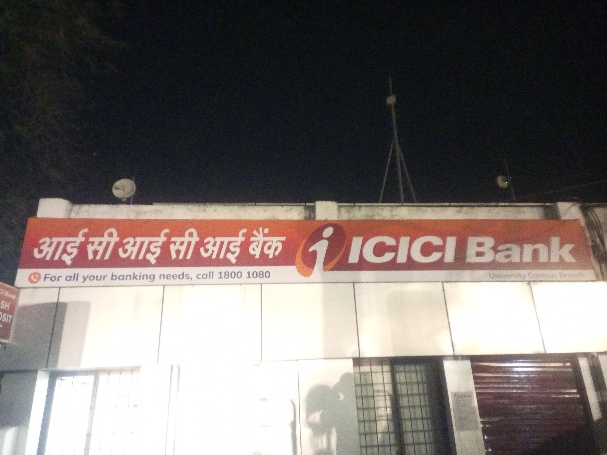 आई सी आई सी आई बैंक
ICICI Bank
For all your banking needs, call 1800 1080
University Campus Branch